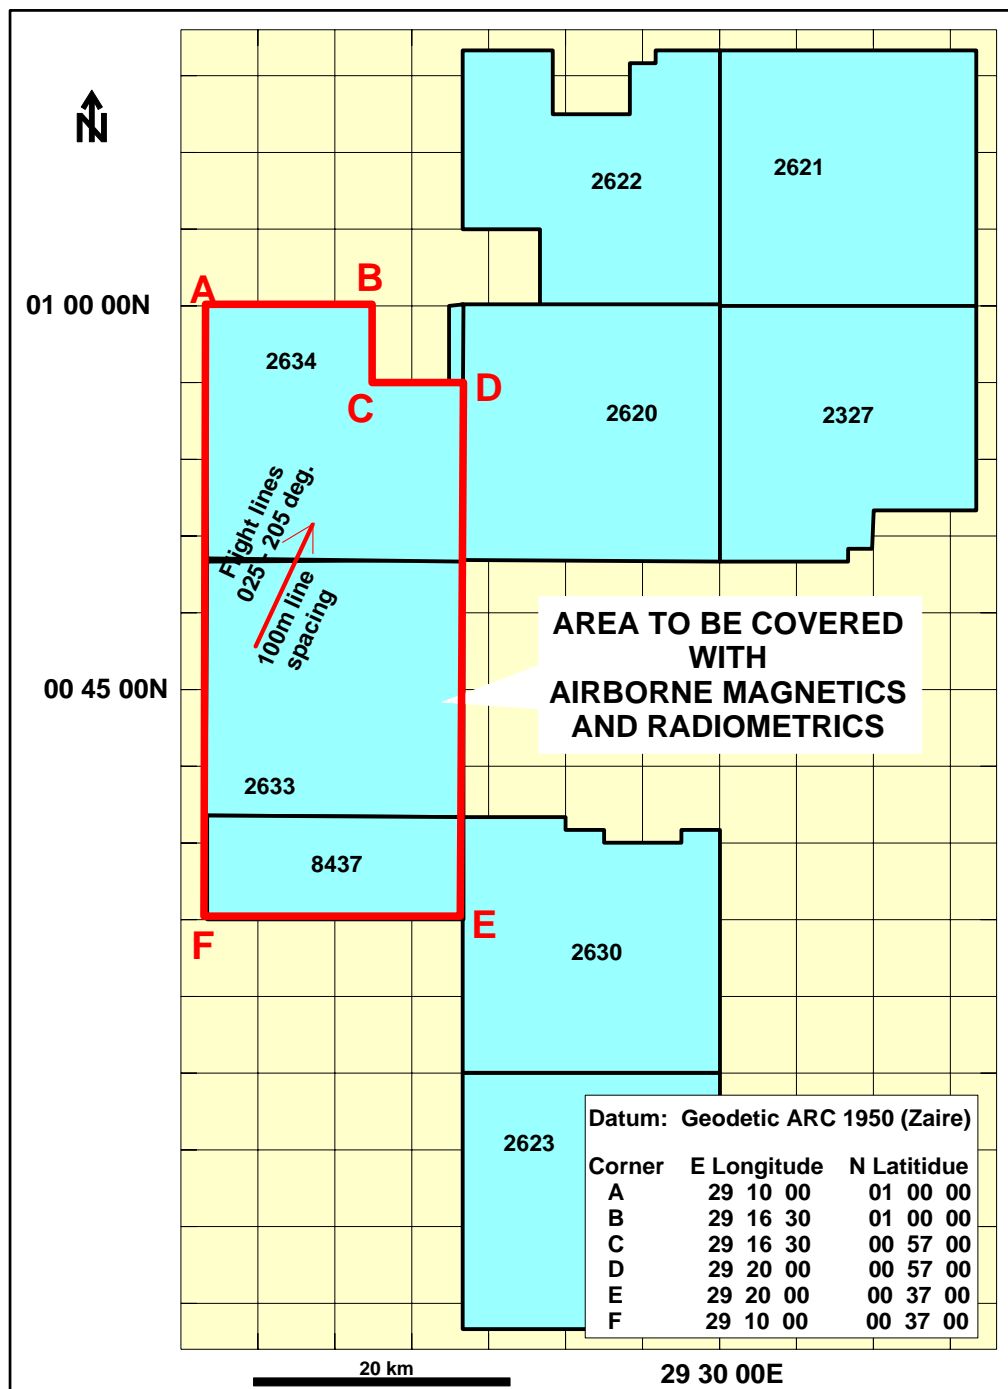 N
2622
2621
A
B
01 00 00N
2634
C
D
2620
2327
Flight lines
025 - 205 deg.
100m line
spacing
AREA TO BE COVERED
WITH
AIRBORNE MAGNETICS
AND RADIOMETRICS
00 45 00N
2633
8437
F
E
2630
2623
Datum: Geodetic ARC 1950 (Zaire)
Corner E Longitude N Latitidue
A 29 10 00 01 00 00
B 29 16 30 01 00 00
C 29 16 30 00 57 00
D 29 20 00 00 57 00
E 29 20 00 00 37 00
F 29 10 00 00 37 00
20 km
29 30 00E